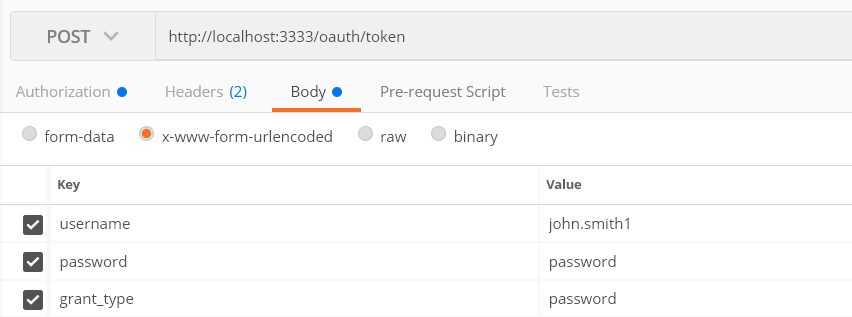 POST http://localhost:3333/oauth/token
Authorization Headers (2) Body Pre-request Script Tests
form-data x-www-form-urlencoded raw binary
Key Value
username john.smith1
password password
grant_type password